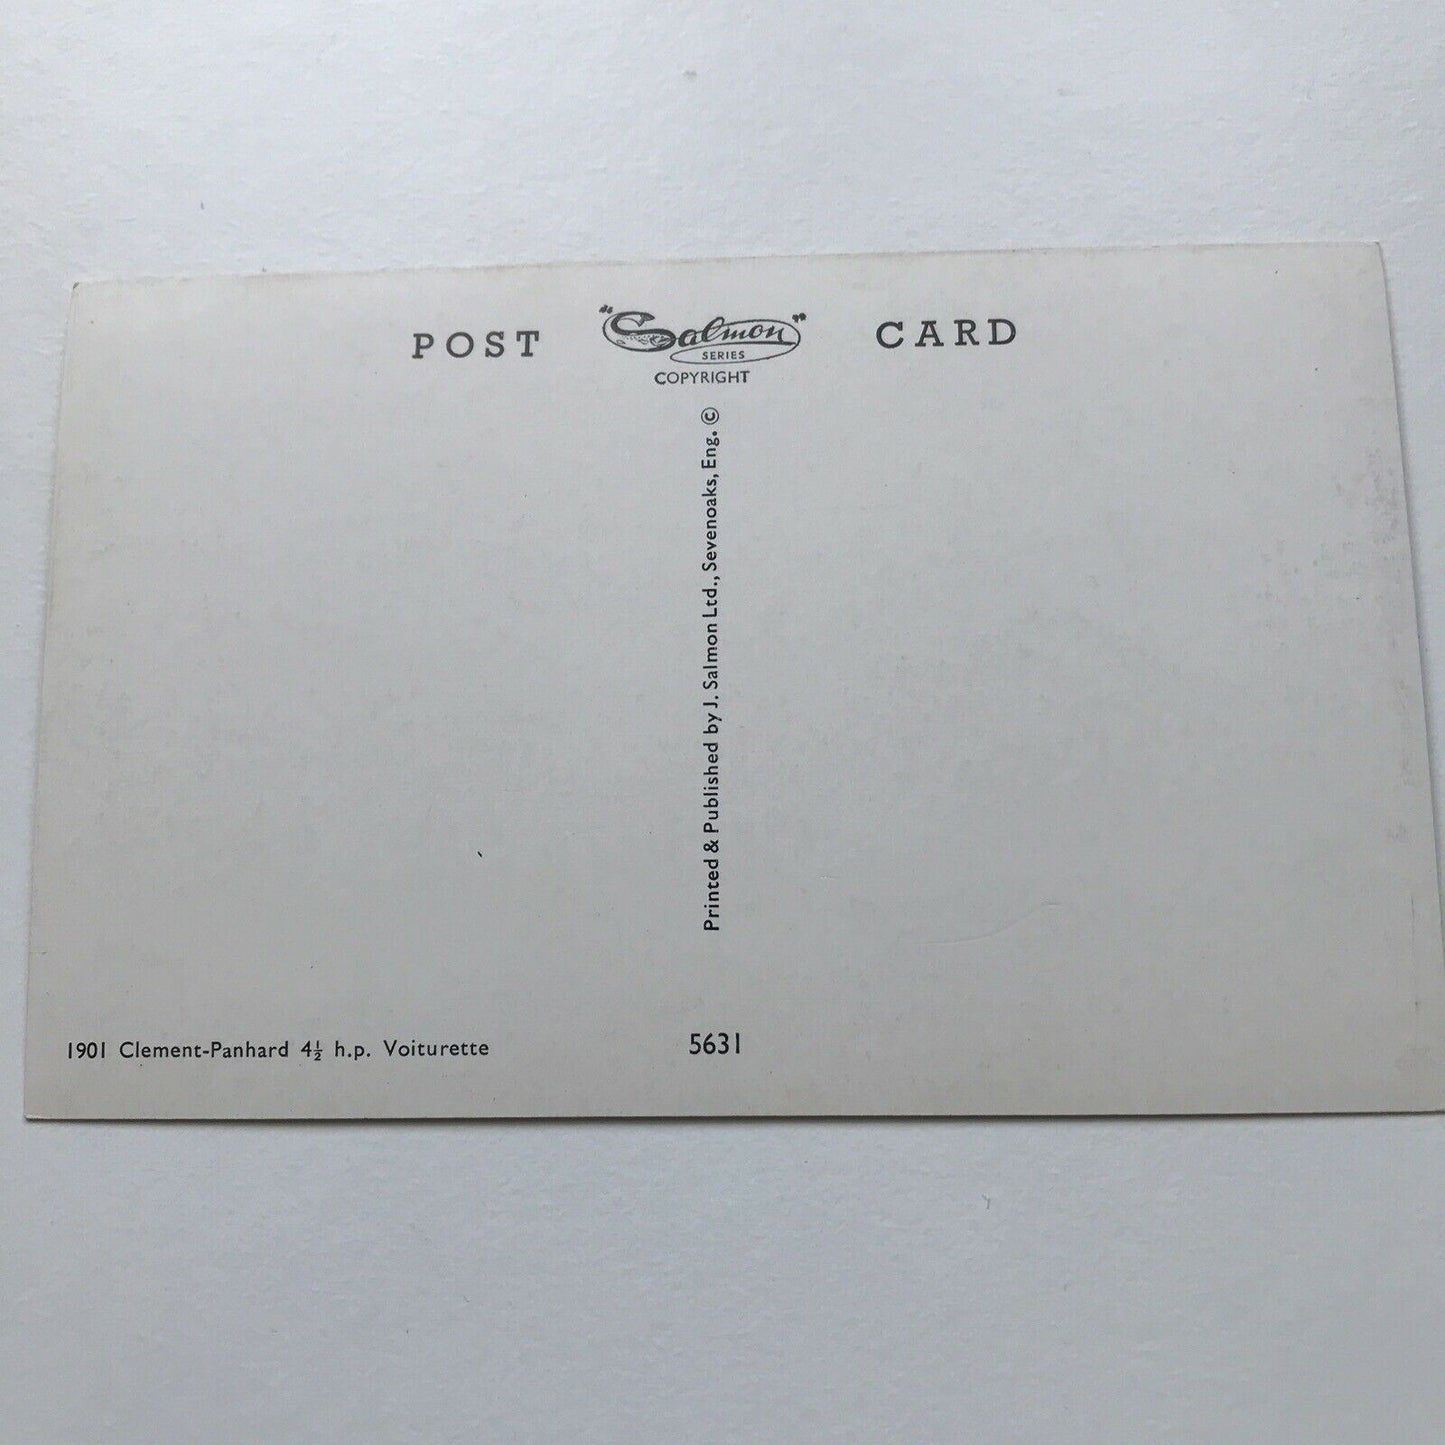 POST "Salmon" CARD
SERIES
COPYRIGHT
Printed & Published by J. Salmon Ltd., Sevenoaks, Eng. ©
1901 Clement-Panhard 4½ h.p. Voiturette 5631